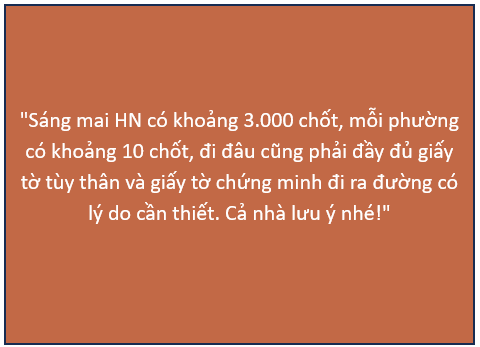 "Sáng mai HN có khoảng 3.000 chốt, mỗi phường
có khoảng 10 chốt, đi đâu cũng phải đầy đủ giấy
tờ tùy thân và giấy tờ chứng minh đi ra đường có
lý do cần thiết. Cả nhà lưu ý nhé!"